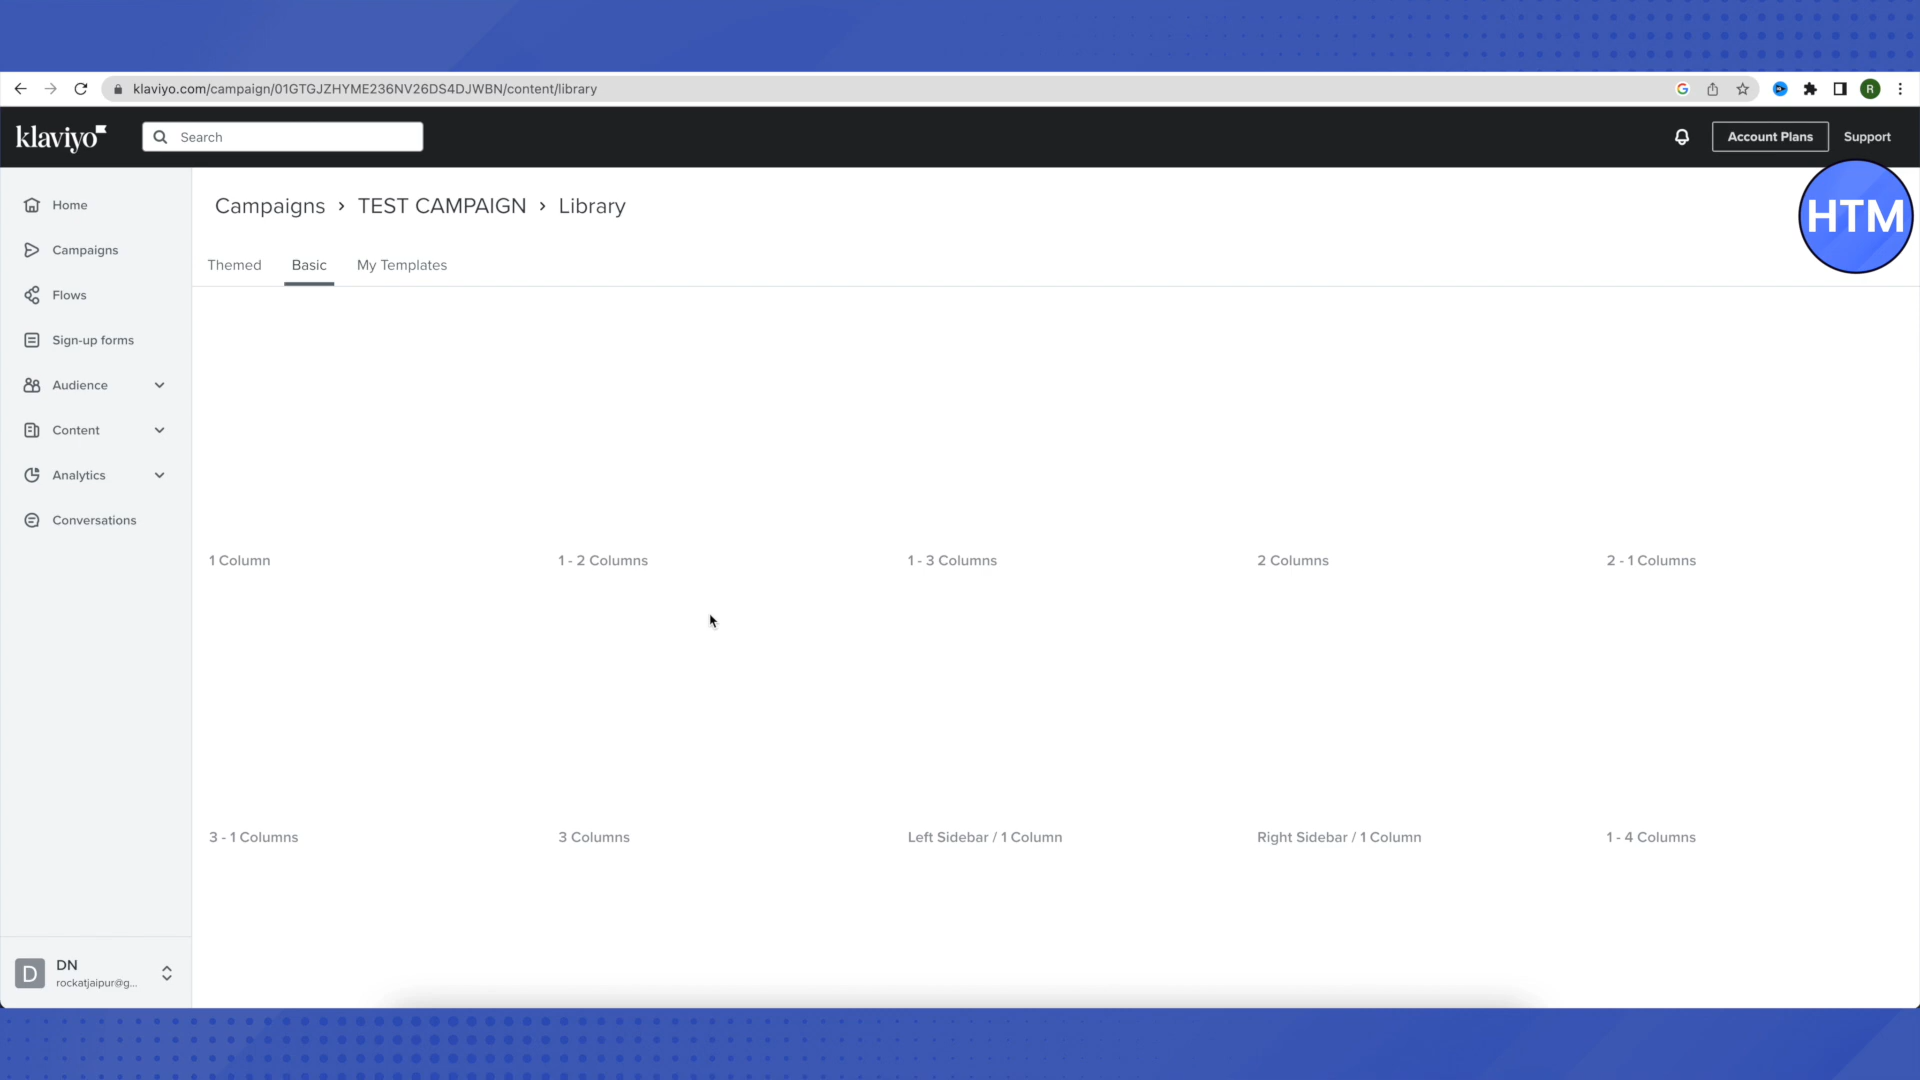 klaviyo.com/campaign/01GTGJZHYME236NV26DS4DJWBN/content/library
R
klaviyo
Search
Account Plans
Support
HTM
Home
Campaigns
Flows
Sign-up forms
Audience
Content
Analytics
Conversations
Campaigns › TEST CAMPAIGN › Library
Themed
Basic
My Templates
1 Column
1 - 2 Columns
1 - 3 Columns
2 Columns
2 - 1 Columns
3 - 1 Columns
3 Columns
Left Sidebar / 1 Column
Right Sidebar / 1 Column
1 - 4 Columns
D
DN
rockatjaipur@g...